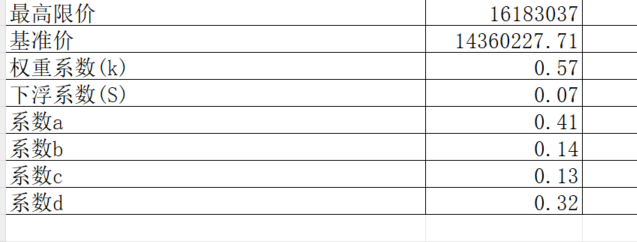 最高限价 16183037
基准价 14360227.71
权重系数(k) 0.57
下浮系数(S) 0.07
系数a 0.41
系数b 0.14
系数c 0.13
系数d 0.32